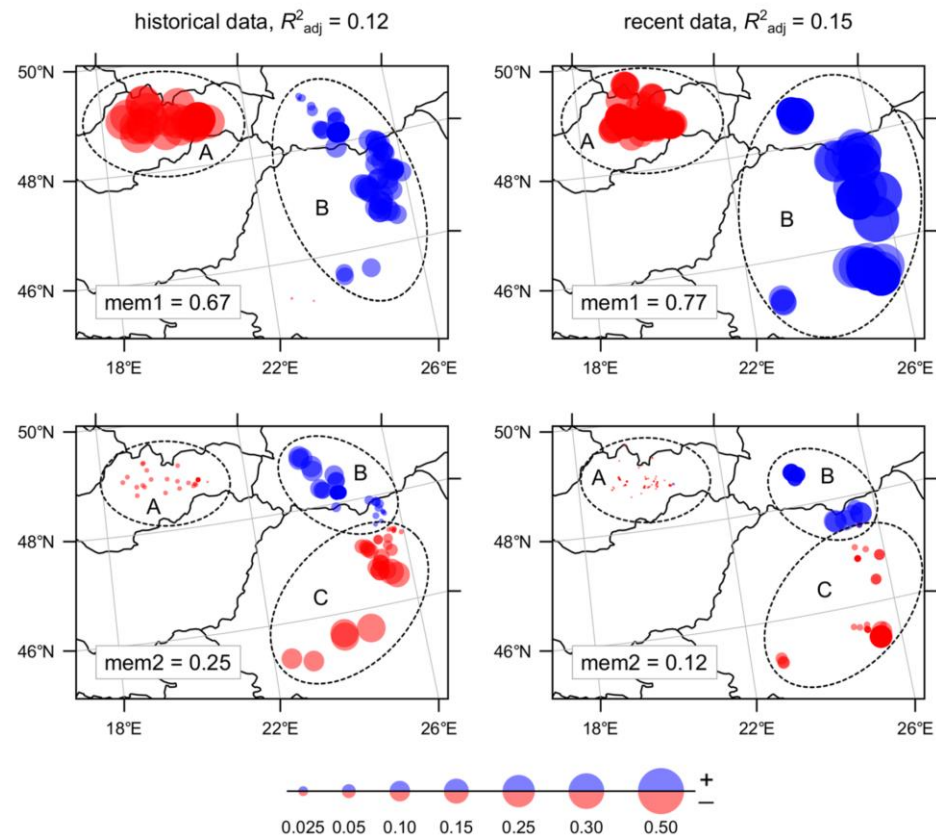 historical data, R²adj = 0.12
recent data, R²adj = 0.15
50°N
48°N
46°N
A
B
mem1 = 0.67
18°E
22°E
26°E
50°N
48°N
46°N
A
B
mem1 = 0.77
18°E
22°E
26°E
50°N
48°N
46°N
A
B
C
mem2 = 0.25
18°E
22°E
26°E
50°N
48°N
46°N
A
B
C
mem2 = 0.12
18°E
22°E
26°E
+
–
0.025 0.05 0.10 0.15 0.25 0.30 0.50